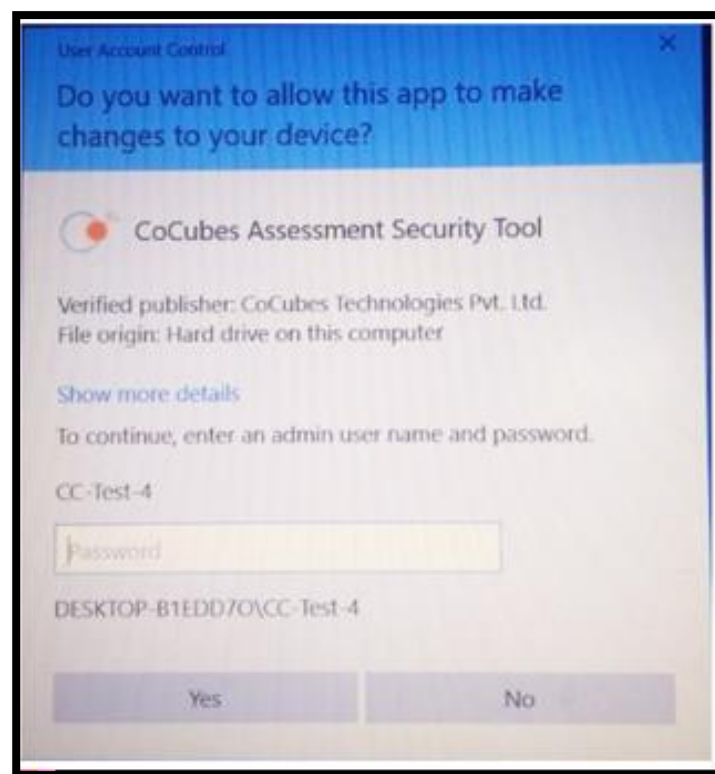 User Account Control
Do you want to allow this app to make
changes to your device?
CoCubes Assessment Security Tool
Verified publisher: CoCubes Technologies Pvt. Ltd.
File origin: Hard drive on this computer
Show more details
To continue, enter an admin user name and password.
CC-Test-4
Password
DESKTOP-B1EDD7O\CC-Test-4
Yes
No